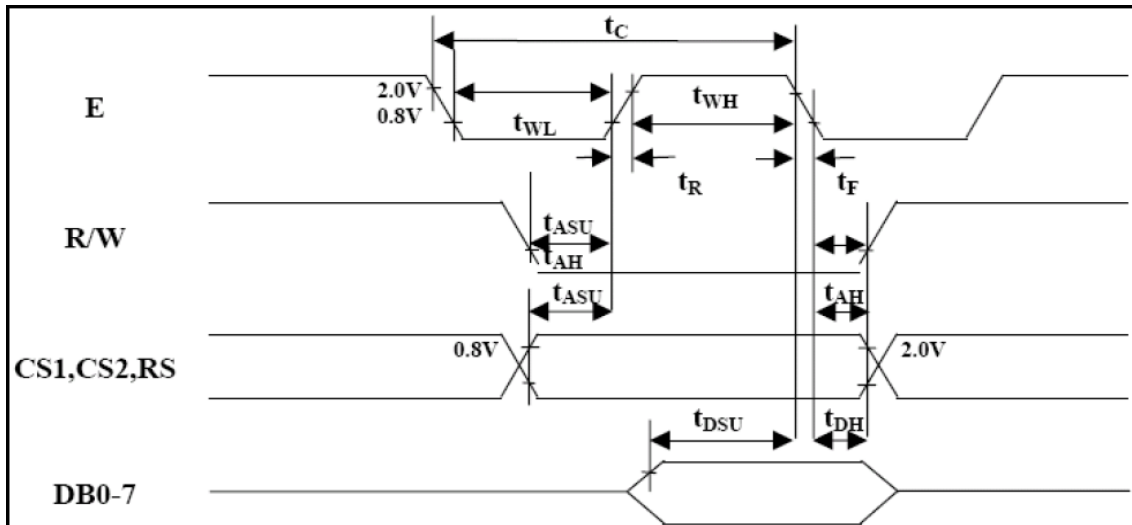 tC
E
2.0V
0.8V
tWL
tWH
tR
tF
R/W
tASU
tAH
tASU
tAH
CS1,CS2,RS
0.8V
2.0V
tDSU
tDH
DB0-7